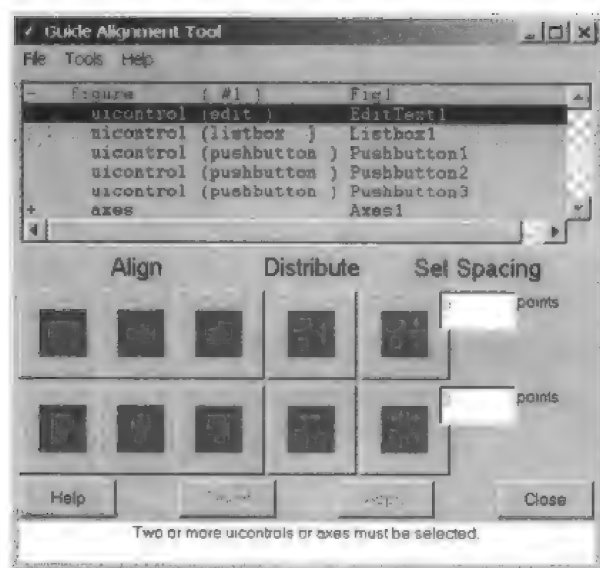 Guide Alignment Tool
File Tools Help
- figure ( #1 ) Fig1
uicontrol (edit ) EditText1
uicontrol (listbox ) Listbox1
uicontrol (pushbutton ) Pushbutton1
uicontrol (pushbutton ) Pushbutton2
uicontrol (pushbutton ) Pushbutton3
+ axes Axes1
Align Distribute Set Spacing
points
points
Help Close
Two or more uicontrols or axes must be selected.